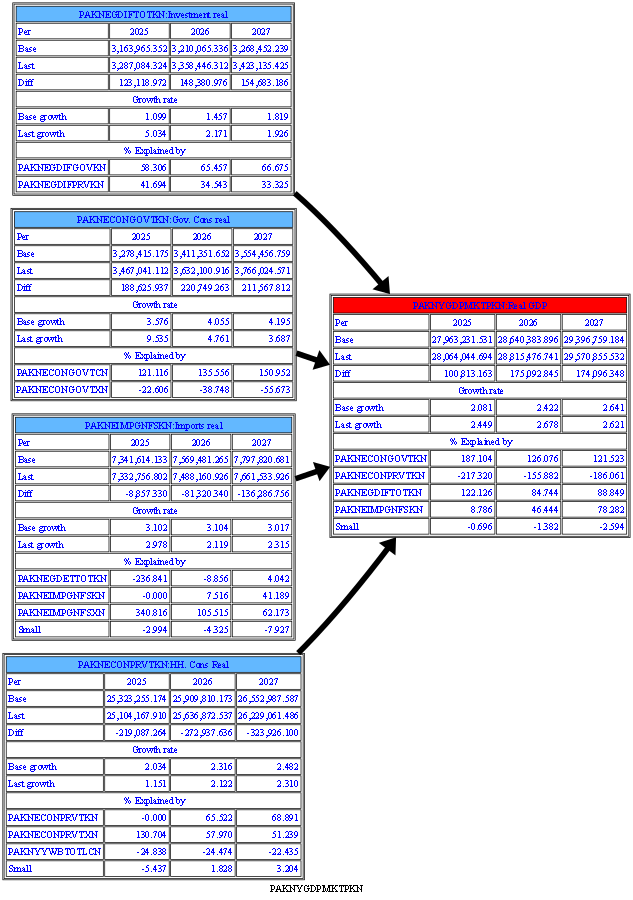 PAKNEGDIFTOTKN:Investment real
Per 2025 2026 2027
Base 3,163,965.352 3,210,065.336 3,268,452.239
Last 3,287,084.324 3,358,446.312 3,423,135.425
Diff 123,118.972 148,380.976 154,683.186
Growth rate
Base growth 1.099 1.457 1.819
Last growth 5.034 2.171 1.926
% Explained by
PAKNEGDIFGOVKN 58.306 65.457 66.675
PAKNEGDIFPRVKN 41.694 34.543 33.325
PAKNECONGOVTKN:Gov. Cons real
Per 2025 2026 2027
Base 3,278,415.175 3,411,351.652 3,554,456.759
Last 3,467,041.112 3,632,100.916 3,766,024.571
Diff 188,625.937 220,749.263 211,567.812
Growth rate
Base growth 3.576 4.055 4.195
Last growth 9.535 4.761 3.687
% Explained by
PAKNECONGOVTCN 121.116 135.556 150.952
PAKNECONGOVTXN -22.606 -38.748 -55.673
PAKNYGDPMKTPKN:Real GDP
Per 2025 2026 2027
Base 27,963,231.531 28,640,383.896 29,396,759.184
Last 28,064,044.694 28,815,476.741 29,570,855.532
Diff 100,813.163 175,092.845 174,096.348
Growth rate
Base growth 2.081 2.422 2.641
Last growth 2.449 2.678 2.621
% Explained by
PAKNECONGOVTKN 187.104 126.076 121.523
PAKNECONPRVTKN -217.320 -155.882 -186.061
PAKNEGDIFTOTKN 122.126 84.744 88.849
PAKNEIMPGNFSKN 8.786 46.444 78.282
Small -0.696 -1.382 -2.594
PAKNEIMPGNFSKN:Imports real
Per 2025 2026 2027
Base 7,341,614.133 7,569,481.265 7,797,820.681
Last 7,332,756.802 7,488,160.926 7,661,533.926
Diff -8,857.330 -81,320.340 -136,286.756
Growth rate
Base growth 3.102 3.104 3.017
Last growth 2.978 2.119 2.315
% Explained by
PAKNEGDETTOTKN -236.841 -8.856 4.042
PAKNEIMPGNFSKN -0.000 7.516 41.189
PAKNEIMPGNFSXN 340.816 105.515 62.173
Small -2.994 -4.325 -7.927
PAKNECONPRVTKN:HH. Cons Real
Per 2025 2026 2027
Base 25,323,255.174 25,909,810.173 26,552,987.587
Last 25,104,167.910 25,636,872.537 26,229,061.486
Diff -219,087.264 -272,937.636 -323,926.100
Growth rate
Base growth 2.034 2.316 2.482
Last growth 1.151 2.122 2.310
% Explained by
PAKNECONPRVTKN -0.000 65.522 68.891
PAKNECONPRVTXN 130.704 57.970 51.239
PAKNYYWBTOTLCN -24.838 -24.474 -22.435
Small -5.437 1.828 3.204
PAKNYGDPMKTPKN